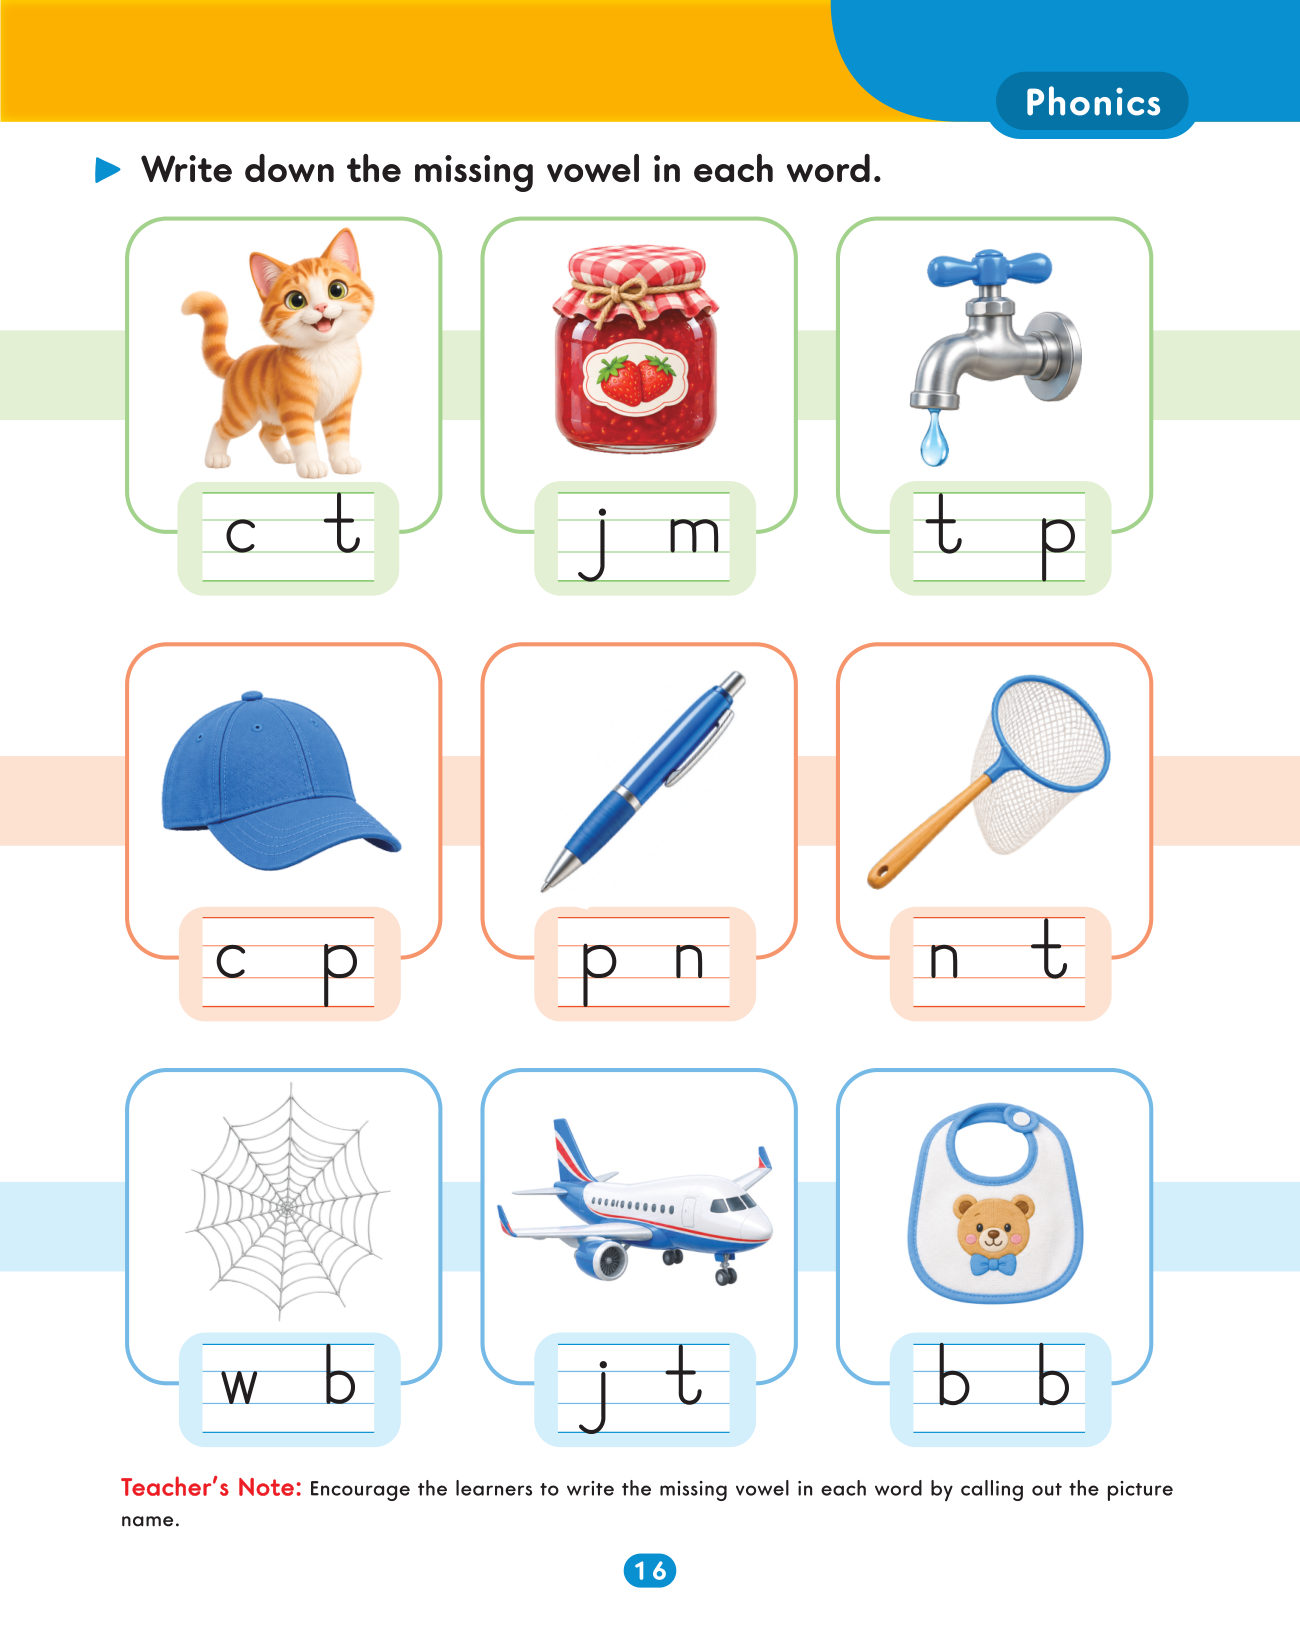 Phonics
Write down the missing vowel in each word.
c t
j m
t p
c p
p n
n t
w b
j t
b b
Teacher's Note: Encourage the learners to write the missing vowel in each word by calling out the picture
name.
16